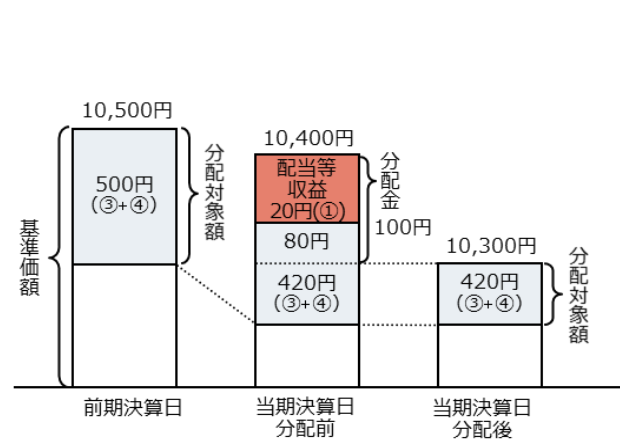 10,500円
500円
(③+④)
分配対象額
基準価額
前期決算日
10,400円
配当等
収益
20円(①)
80円
420円
(③+④)
分配金
100円
当期決算日
分配前
10,300円
420円
(③+④)
分配対象額
当期決算日
分配後